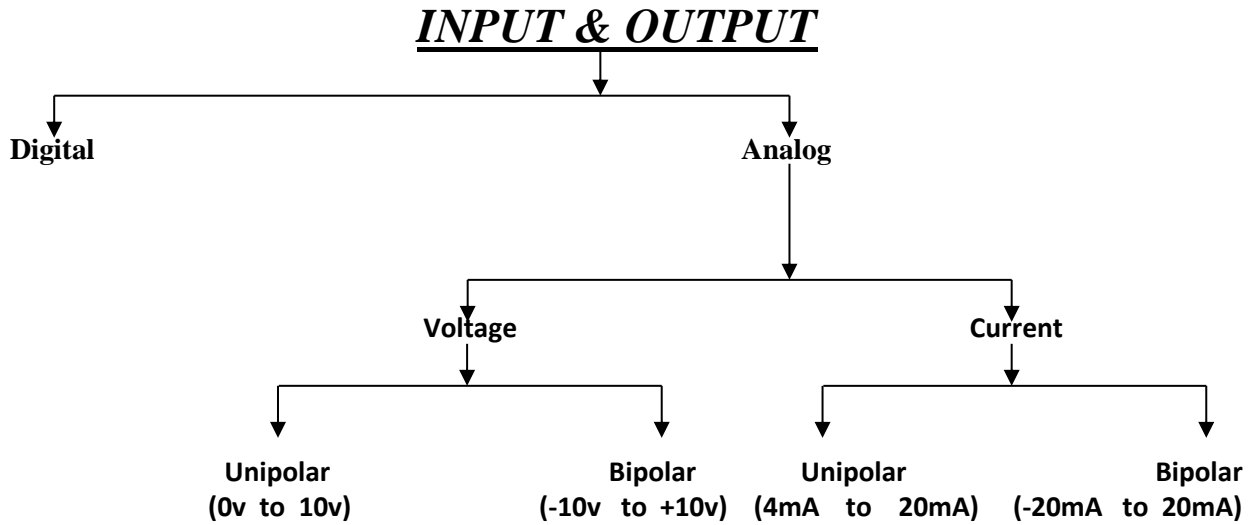 INPUT & OUTPUT
Digital Analog
Voltage Current
Unipolar Bipolar Unipolar Bipolar
(0v to 10v) (-10v to +10v) (4mA to 20mA) (-20mA to 20mA)